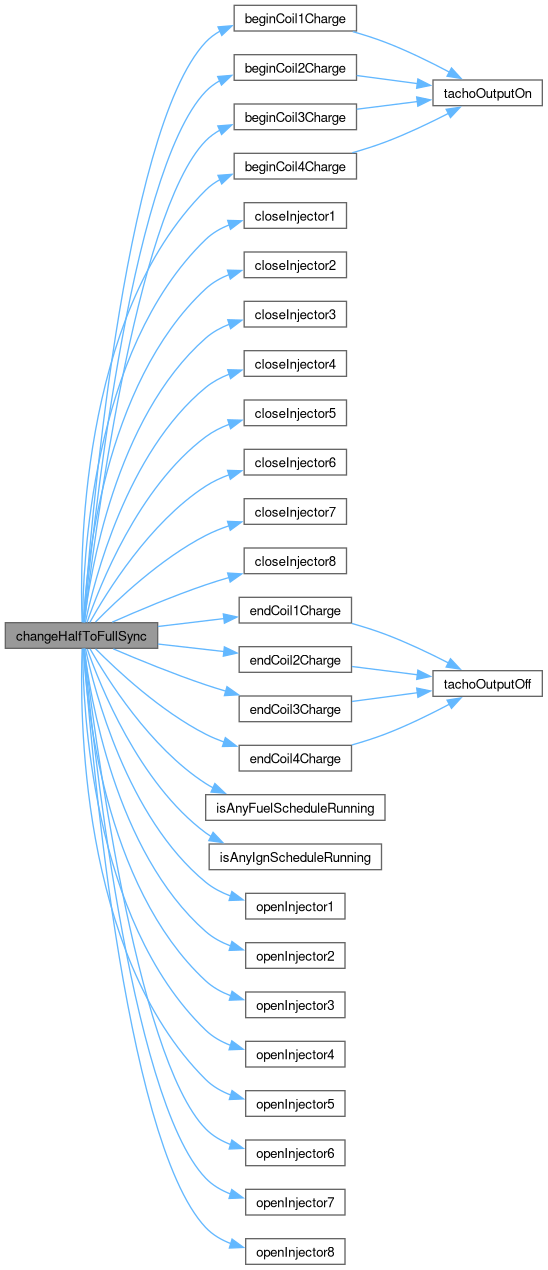 beginCoil1Charge
beginCoil2Charge
tachoOutputOn
beginCoil3Charge
beginCoil4Charge
closeInjector1
closeInjector2
closeInjector3
closeInjector4
closeInjector5
closeInjector6
closeInjector7
closeInjector8
endCoil1Charge
changeHalfToFullSync
endCoil2Charge
tachoOutputOff
endCoil3Charge
endCoil4Charge
isAnyFuelScheduleRunning
isAnyIgnScheduleRunning
openInjector1
openInjector2
openInjector3
openInjector4
openInjector5
openInjector6
openInjector7
openInjector8